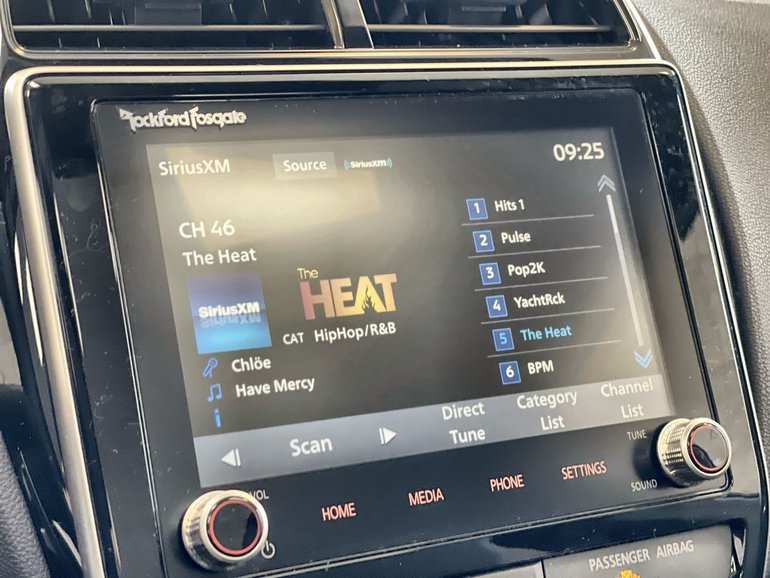 Rockford Fosgate
SiriusXM
Source
SiriusXM
09:25
CH 46
The Heat
SiriusXM
The
HEAT
CAT HipHop/R&B
Chlöe
Have Mercy
1 Hits 1
2 Pulse
3 Pop2K
4 YachtRck
5 The Heat
6 BPM
Scan
Direct
Tune
Category
List
Channel
List
VOL
HOME
MEDIA
PHONE
SETTINGS
TUNE
SOUND
PASSENGER AIRBAG